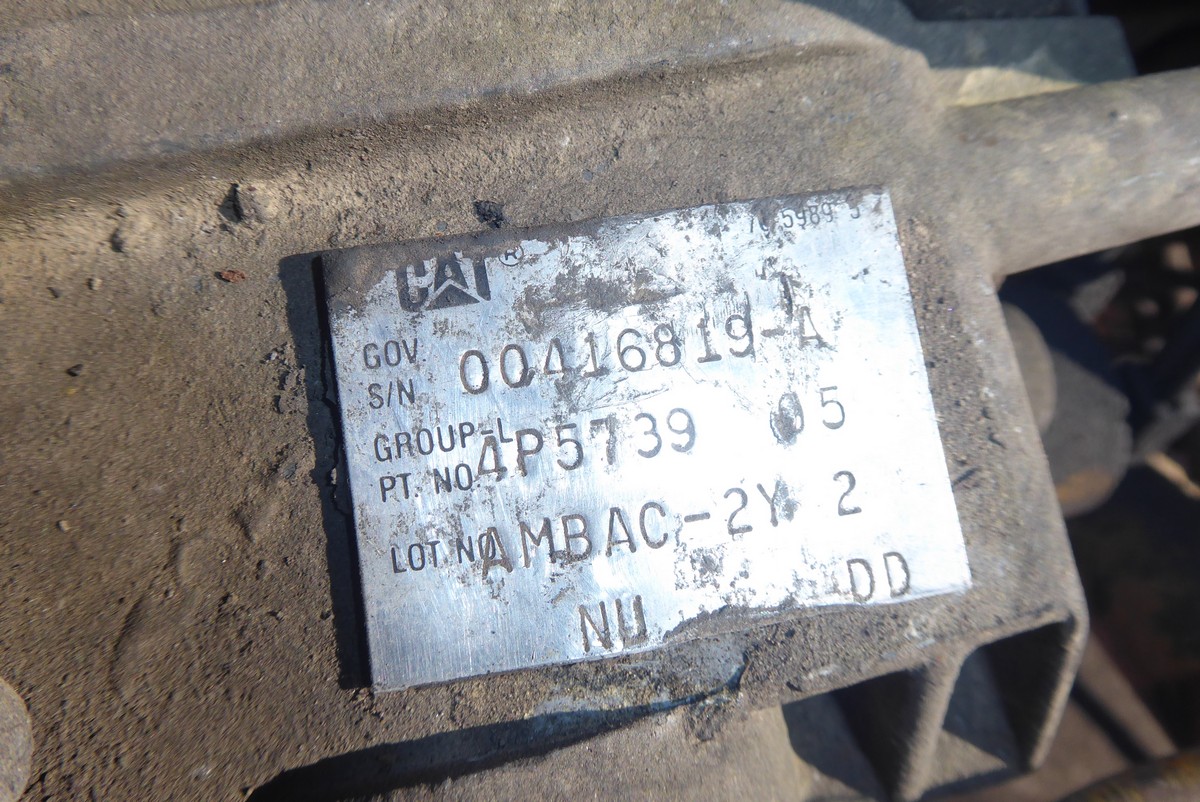 CAT®
GOV
S/N 00416819-A
GROUP-L
PT. NO. 4P5739 05
LOT NO. AMBAC-2Y 2
NU DD